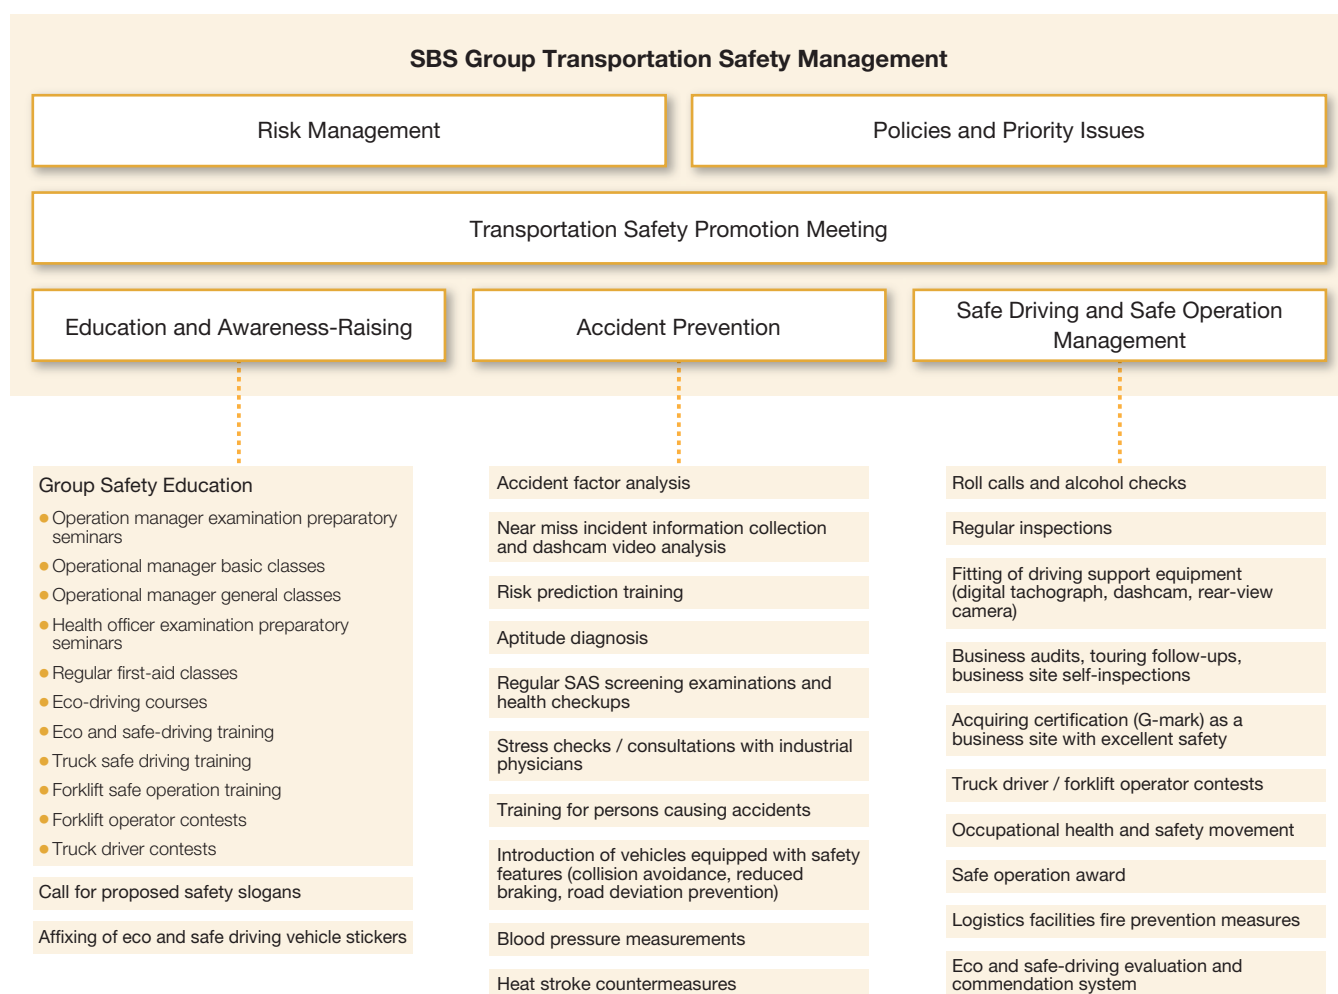 SBS Group Transportation Safety Management
Risk Management
Policies and Priority Issues
Transportation Safety Promotion Meeting
Education and Awareness-Raising
Accident Prevention
Safe Driving and Safe Operation
Management
Group Safety Education
● Operation manager examination preparatory
seminars
● Operational manager basic classes
● Operational manager general classes
● Health officer examination preparatory
seminars
● Regular first-aid classes
● Eco-driving courses
● Eco and safe-driving training
● Truck safe driving training
● Forklift safe operation training
● Forklift operator contests
● Truck driver contests
Call for proposed safety slogans
Affixing of eco and safe driving vehicle stickers
Accident factor analysis
Near miss incident information collection
and dashcam video analysis
Risk prediction training
Aptitude diagnosis
Regular SAS screening examinations and
health checkups
Stress checks / consultations with industrial
physicians
Training for persons causing accidents
Introduction of vehicles equipped with safety
features (collision avoidance, reduced
braking, road deviation prevention)
Blood pressure measurements
Heat stroke countermeasures
Roll calls and alcohol checks
Regular inspections
Fitting of driving support equipment
(digital tachograph, dashcam, rear-view
camera)
Business audits, touring follow-ups,
business site self-inspections
Acquiring certification (G-mark) as a
business site with excellent safety
Truck driver / forklift operator contests
Occupational health and safety movement
Safe operation award
Logistics facilities fire prevention measures
Eco and safe-driving evaluation and
commendation system